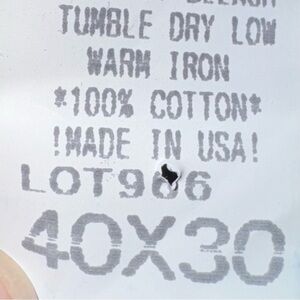 TUMBLE DRY LOW
WARM IRON
*100% COTTON*
!MADE IN USA!
40X30